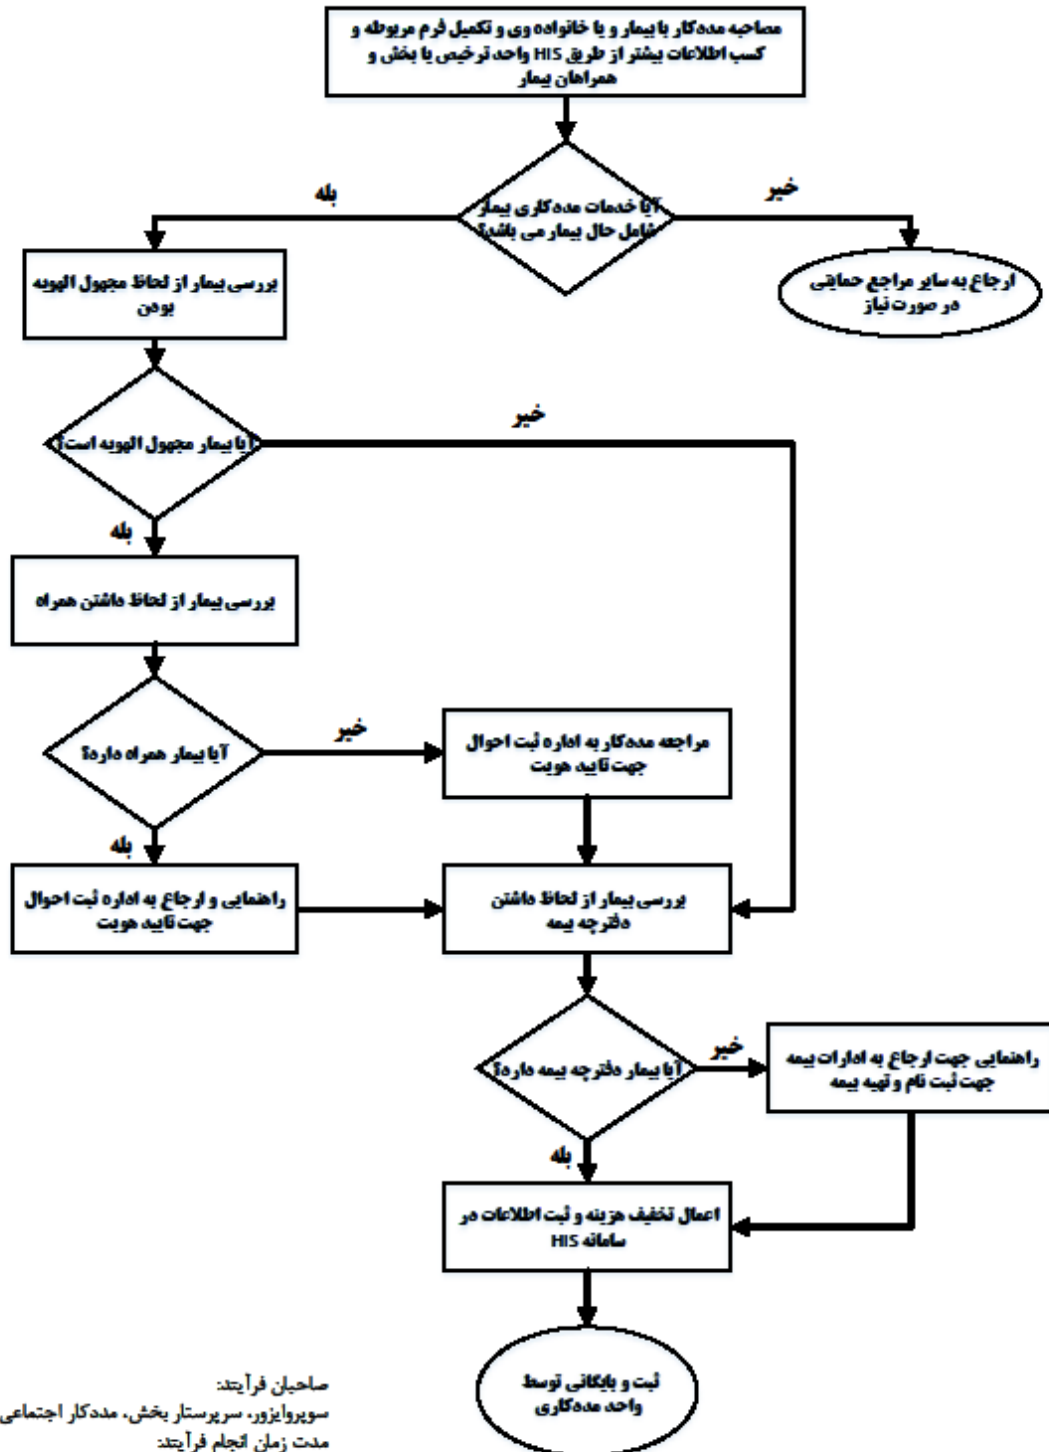 مصاحبه مددکار با بیمار و یا خانواده وی و تکمیل فرم مربوطه و
کسب اطلاعات بیشتر از طریق HIS واحد ترخیص یا بخش و
همراهان بیمار
آیا خدمات مددکاری بیمار
شامل حال بیمار می باشد؟
بله
خیر
بررسی بیمار از لحاظ مجهول الهویه
بودن
ارجاع به سایر مراجع حمایتی
در صورت نیاز
آیا بیمار مجهول الهویه است؟
خیر
بله
بررسی بیمار از لحاظ داشتن همراه
آیا بیمار همراه دارد؟
خیر
مراجعه مددکار به اداره ثبت احوال
جهت تایید هویت
بله
راهنمایی و ارجاع به اداره ثبت احوال
جهت تایید هویت
بررسی بیمار از لحاظ داشتن
دفترچه بیمه
آیا بیمار دفترچه بیمه دارد؟
خیر
راهنمایی جهت ارجاع به ادارات بیمه
جهت ثبت نام و تهیه بیمه
بله
اعمال تخفیف هزینه و ثبت اطلاعات در
سامانه HIS
ثبت و بایگانی توسط
واحد مددکاری
صاحبان فرآیند:
سوپروایزور، سرپرستار بخش، مددکار اجتماعی
مدت زمان انجام فرآیند: